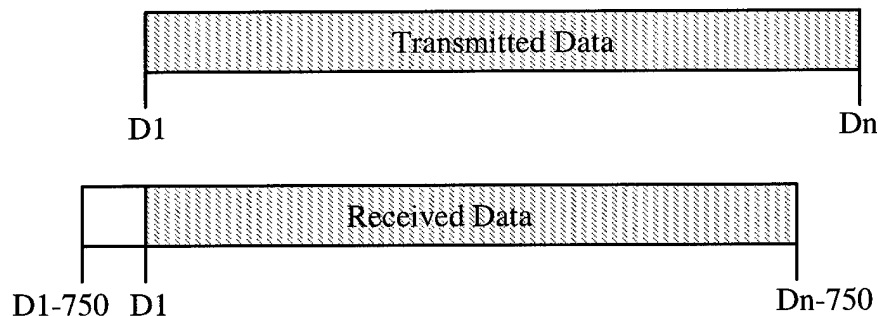 Transmitted Data
D1 Dn
Received Data
D1-750 D1 Dn-750